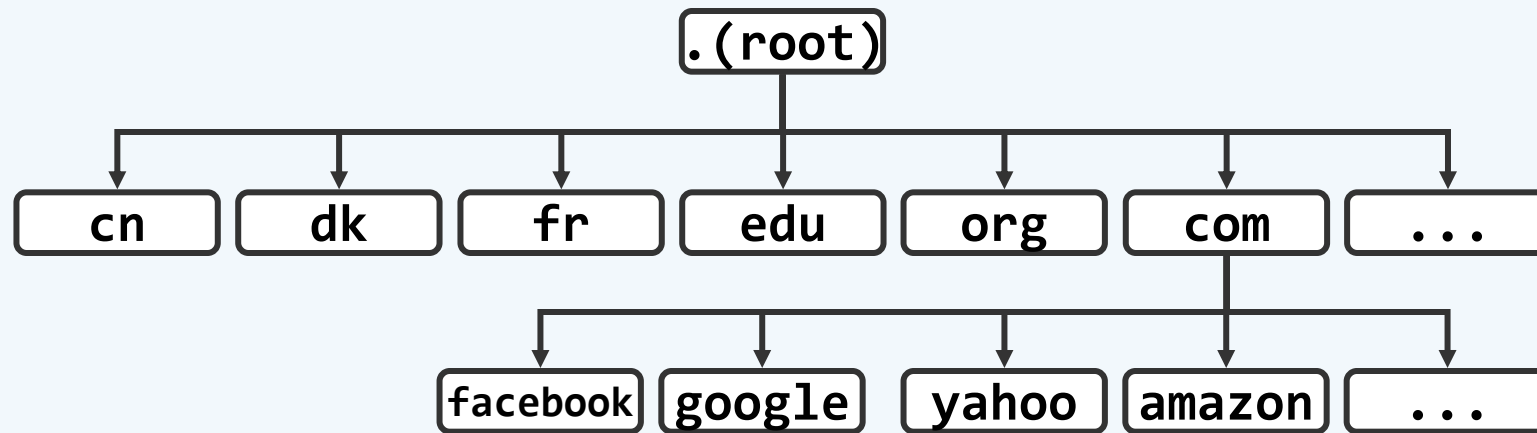 .(root)
cn dk fr edu org com ...
facebook google yahoo amazon ...